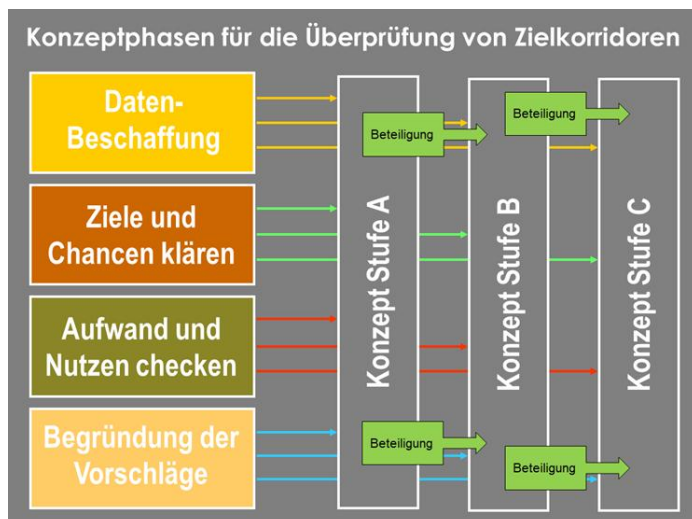 Konzeptphasen für die Überprüfung von Zielkorridoren
Daten-
Beschaffung
Ziele und
Chancen klären
Aufwand und
Nutzen checken
Begründung der
Vorschläge
Konzept Stufe A
Konzept Stufe B
Konzept Stufe C
Beteiligung
Beteiligung
Beteiligung
Beteiligung